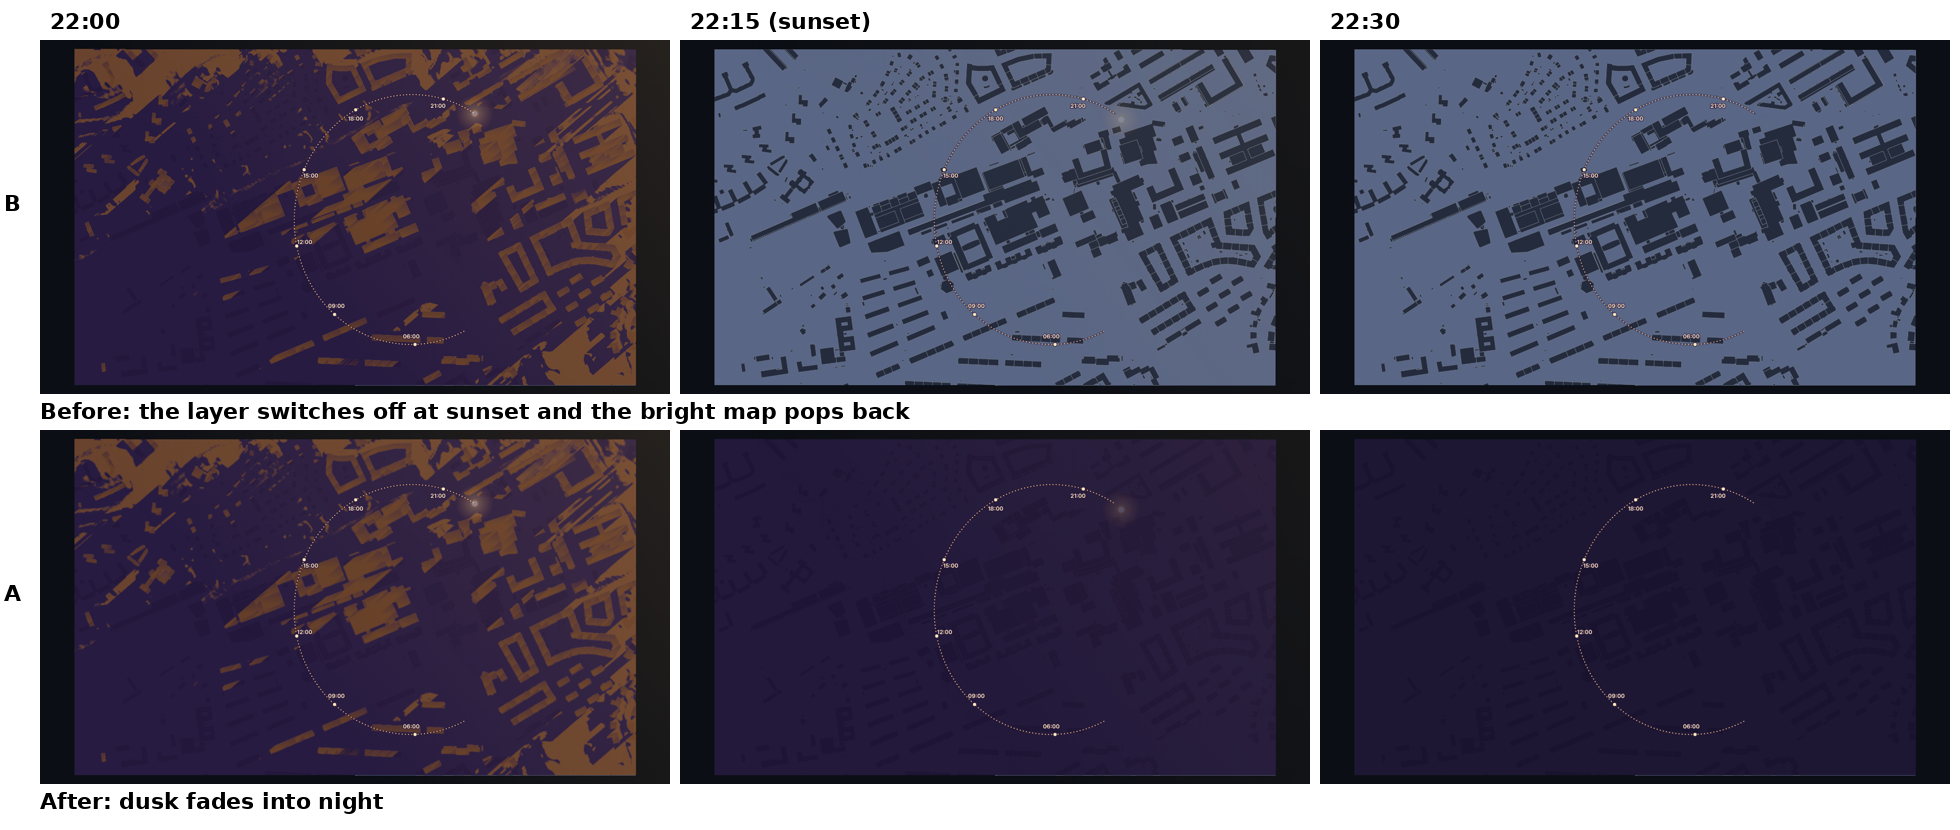 22:00 22:15 (sunset) 22:30
B
21:00 18:00 15:00 12:00 09:00 06:00
21:00 18:00 15:00 12:00 09:00 06:00
21:00 18:00 15:00 12:00 09:00 06:00
Before: the layer switches off at sunset and the bright map pops back
A
21:00 18:00 15:00 12:00 09:00 06:00
21:00 18:00 15:00 12:00 09:00 06:00
21:00 18:00 15:00 12:00 09:00 06:00
After: dusk fades into night